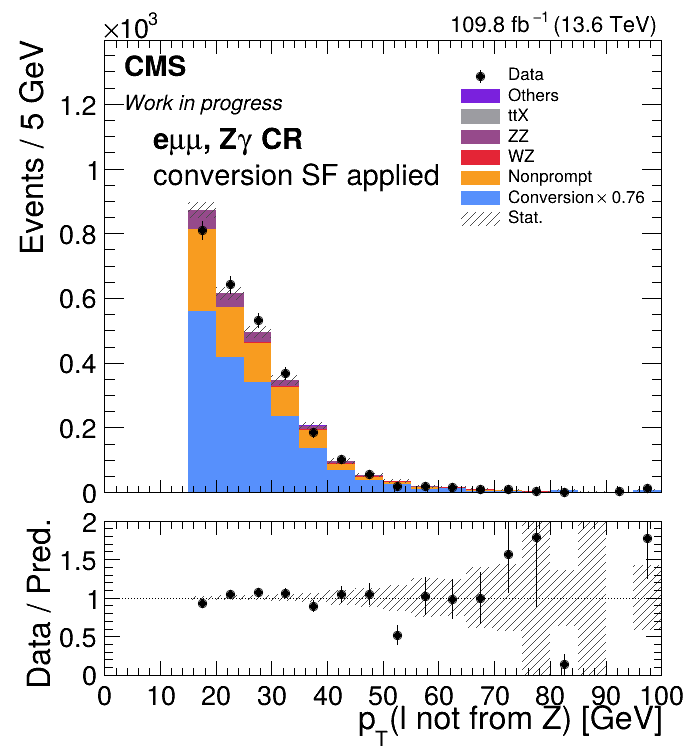 ×10³
109.8 fb⁻¹ (13.6 TeV)
CMS
Work in progress
eμμ, Zγ CR
conversion SF applied
Data
Others
ttX
ZZ
WZ
Nonprompt
Conversion × 0.76
Stat.
Events / 5 GeV
1.2
1
0.8
0.6
0.4
0.2
0
Data / Pred.
2
1.5
1
0.5
0
0 10 20 30 40 50 60 70 80 90 100
p_T(l not from Z) [GeV]